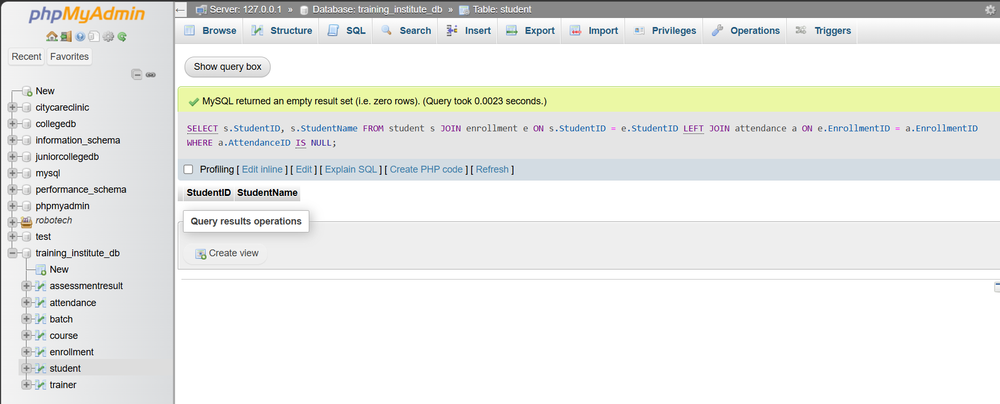 phpMyAdmin
Recent Favorites
New
citycareclinic
collegedb
information_schema
juniorcollegedb
mysql
performance_schema
phpmyadmin
robotech
test
training_institute_db
New
assessmentresult
attendance
batch
course
enrollment
student
trainer
Server: 127.0.0.1 » Database: training_institute_db » Table: student
Browse Structure SQL Search Insert Export Import Privileges Operations Triggers
Show query box
MySQL returned an empty result set (i.e. zero rows). (Query took 0.0023 seconds.)
SELECT s.StudentID, s.StudentName FROM student s JOIN enrollment e ON s.StudentID = e.StudentID LEFT JOIN attendance a ON e.EnrollmentID = a.EnrollmentID
WHERE a.AttendanceID IS NULL;
Profiling [ Edit inline ] [ Edit ] [ Explain SQL ] [ Create PHP code ] [ Refresh ]
StudentID StudentName
Query results operations
Create view